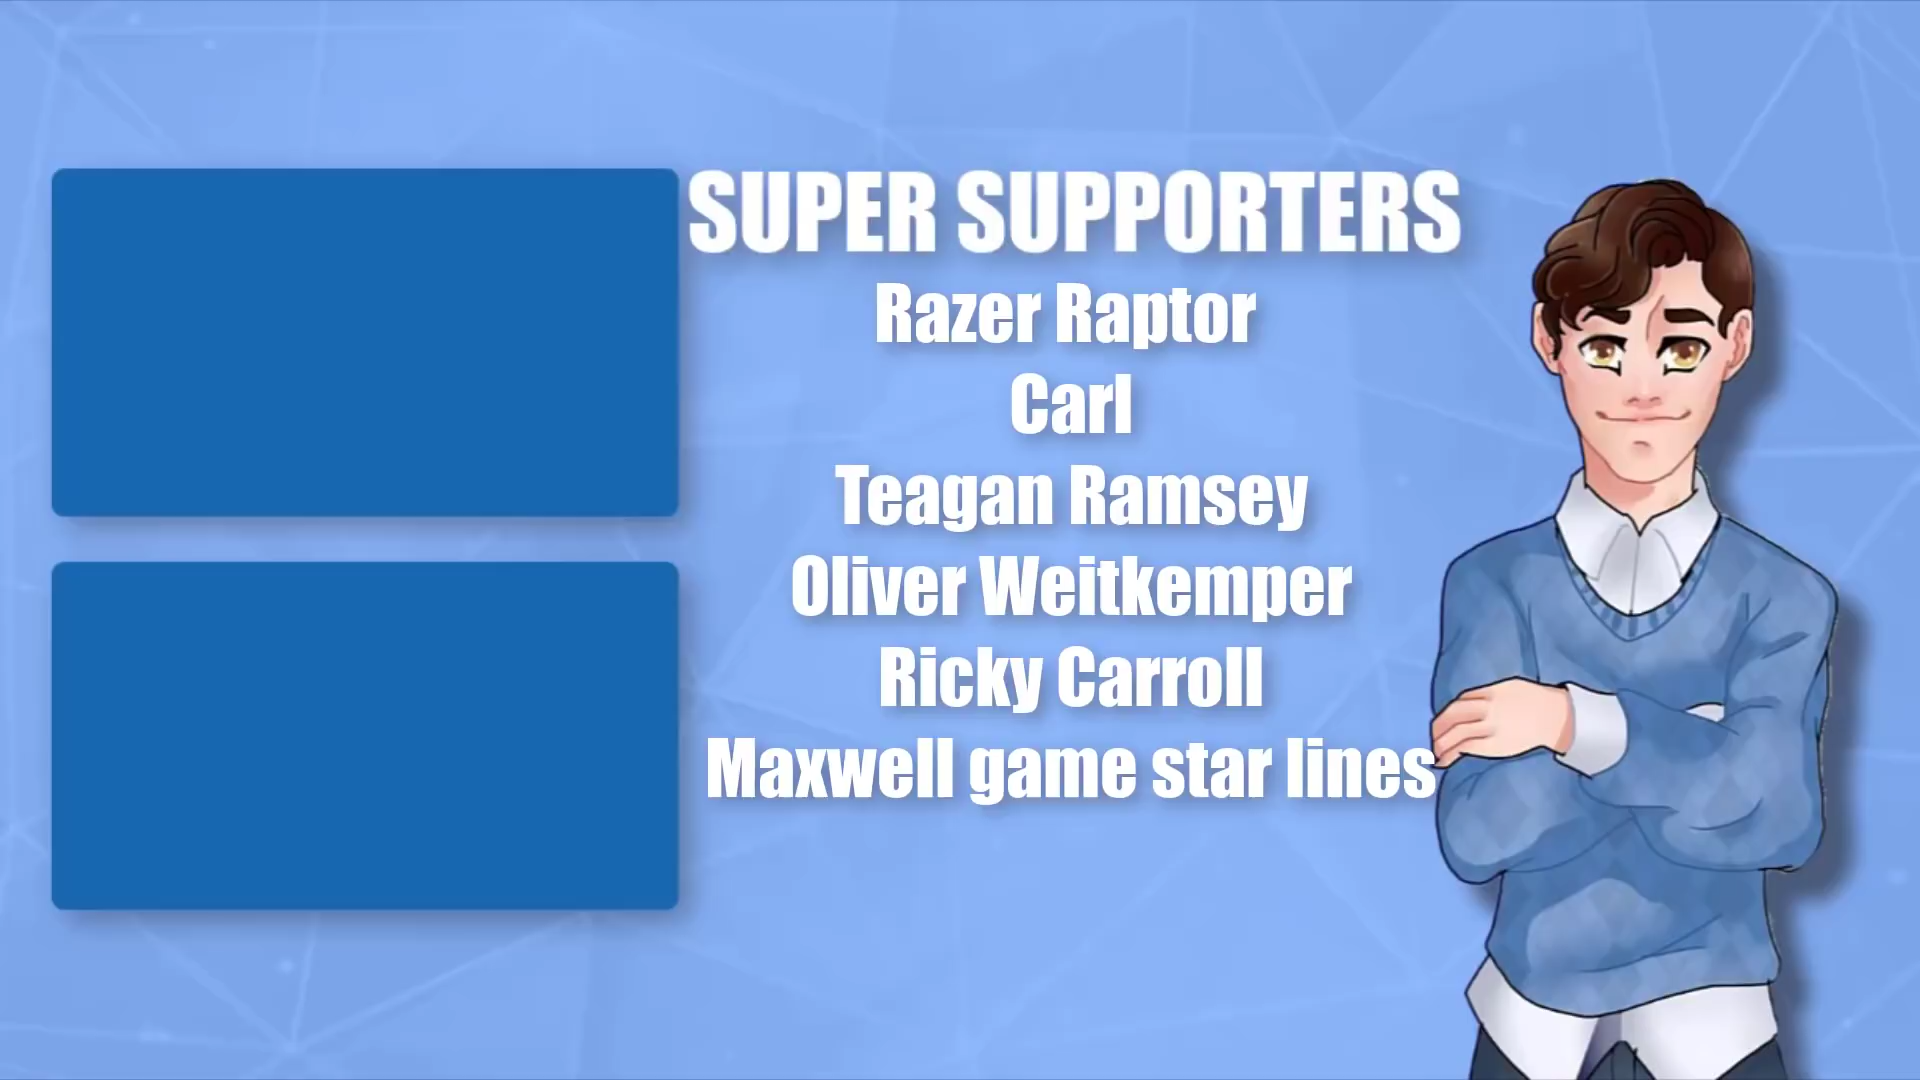 SUPER SUPPORTERS
Razer Raptor
Carl
Teagan Ramsey
Oliver Weitkemper
Ricky Carroll
Maxwell game star lines